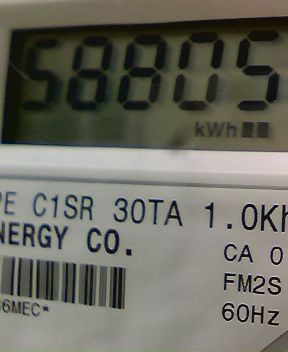 58805
kWh
PE C1SR 30TA 1.0Kh
NERGY CO.
CA 0
FM2S
6MEC*
60Hz